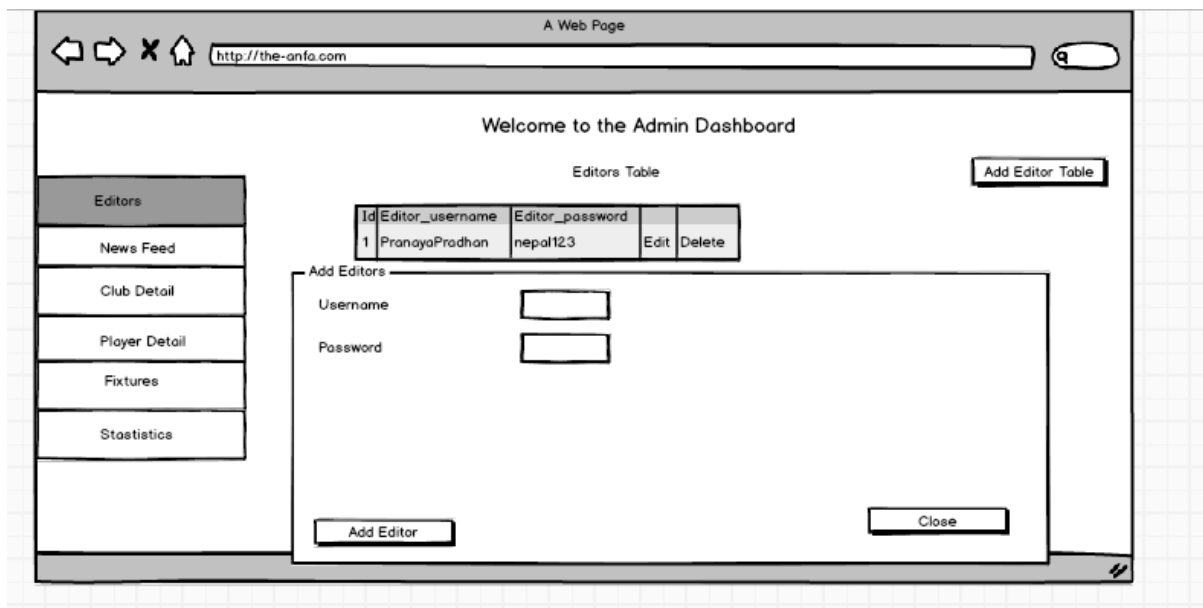 A Web Page
http://the-anfa.com
Welcome to the Admin Dashboard
Editors Table
Add Editor Table
Editors
News Feed
Club Detail
Player Detail
Fixtures
Stastistics
Id Editor_username Editor_password
1 PranayaPradhan nepal123 Edit Delete
Add Editors
Username
Password
Add Editor
Close